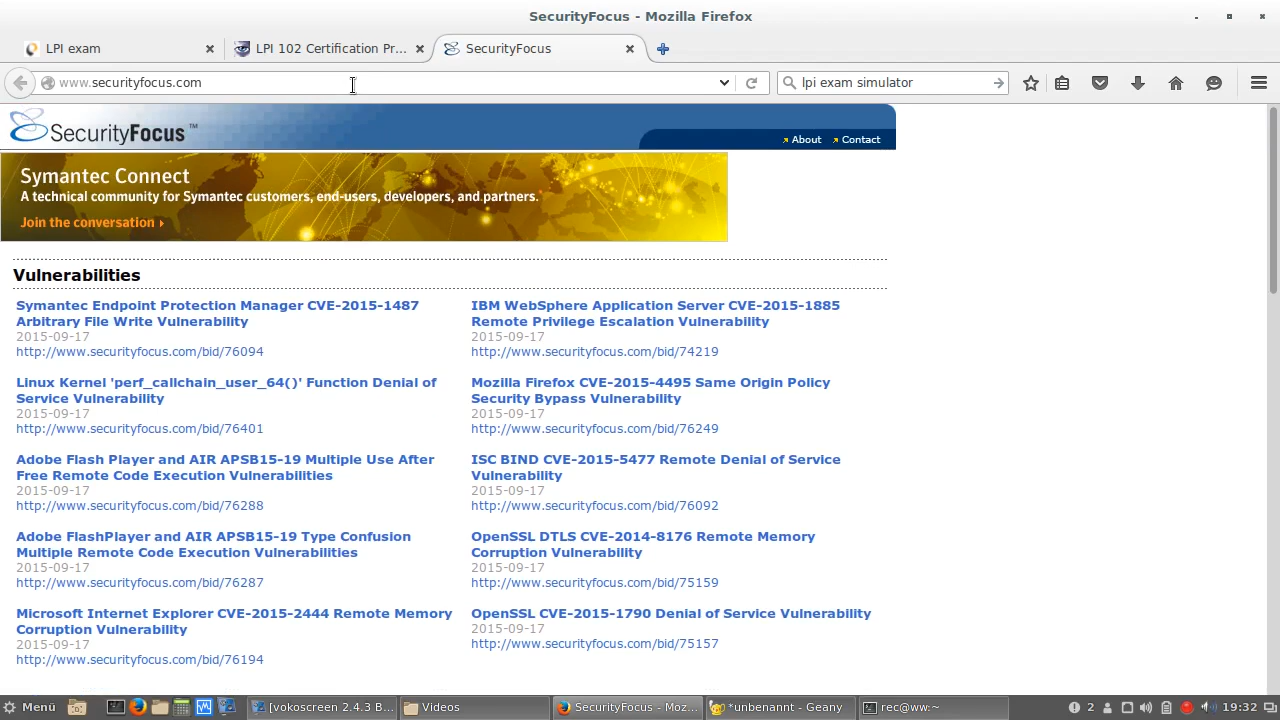 SecurityFocus - Mozilla Firefox
LPI exam
LPI 102 Certification Pr...
SecurityFocus
www.securityfocus.com
lpi exam simulator
SecurityFocus ™
About
Contact
Symantec Connect
A technical community for Symantec customers, end-users, developers, and partners.
Join the conversation
Vulnerabilities
Symantec Endpoint Protection Manager CVE-2015-1487
Arbitrary File Write Vulnerability
2015-09-17
http://www.securityfocus.com/bid/76094
Linux Kernel 'perf_callchain_user_64()' Function Denial of
Service Vulnerability
2015-09-17
http://www.securityfocus.com/bid/76401
Adobe Flash Player and AIR APSB15-19 Multiple Use After
Free Remote Code Execution Vulnerabilities
2015-09-17
http://www.securityfocus.com/bid/76288
Adobe FlashPlayer and AIR APSB15-19 Type Confusion
Multiple Remote Code Execution Vulnerabilities
2015-09-17
http://www.securityfocus.com/bid/76287
Microsoft Internet Explorer CVE-2015-2444 Remote Memory
Corruption Vulnerability
2015-09-17
http://www.securityfocus.com/bid/76194
IBM WebSphere Application Server CVE-2015-1885
Remote Privilege Escalation Vulnerability
2015-09-17
http://www.securityfocus.com/bid/74219
Mozilla Firefox CVE-2015-4495 Same Origin Policy
Security Bypass Vulnerability
2015-09-17
http://www.securityfocus.com/bid/76249
ISC BIND CVE-2015-5477 Remote Denial of Service
Vulnerability
2015-09-17
http://www.securityfocus.com/bid/76092
OpenSSL DTLS CVE-2014-8176 Remote Memory
Corruption Vulnerability
2015-09-17
http://www.securityfocus.com/bid/75159
OpenSSL CVE-2015-1790 Denial of Service Vulnerability
2015-09-17
http://www.securityfocus.com/bid/75157
Menü
[vokoscreen 2.4.3 B...
Videos
SecurityFocus - Moz...
*unbenannt - Geany
rec@ww:~
2
19:32